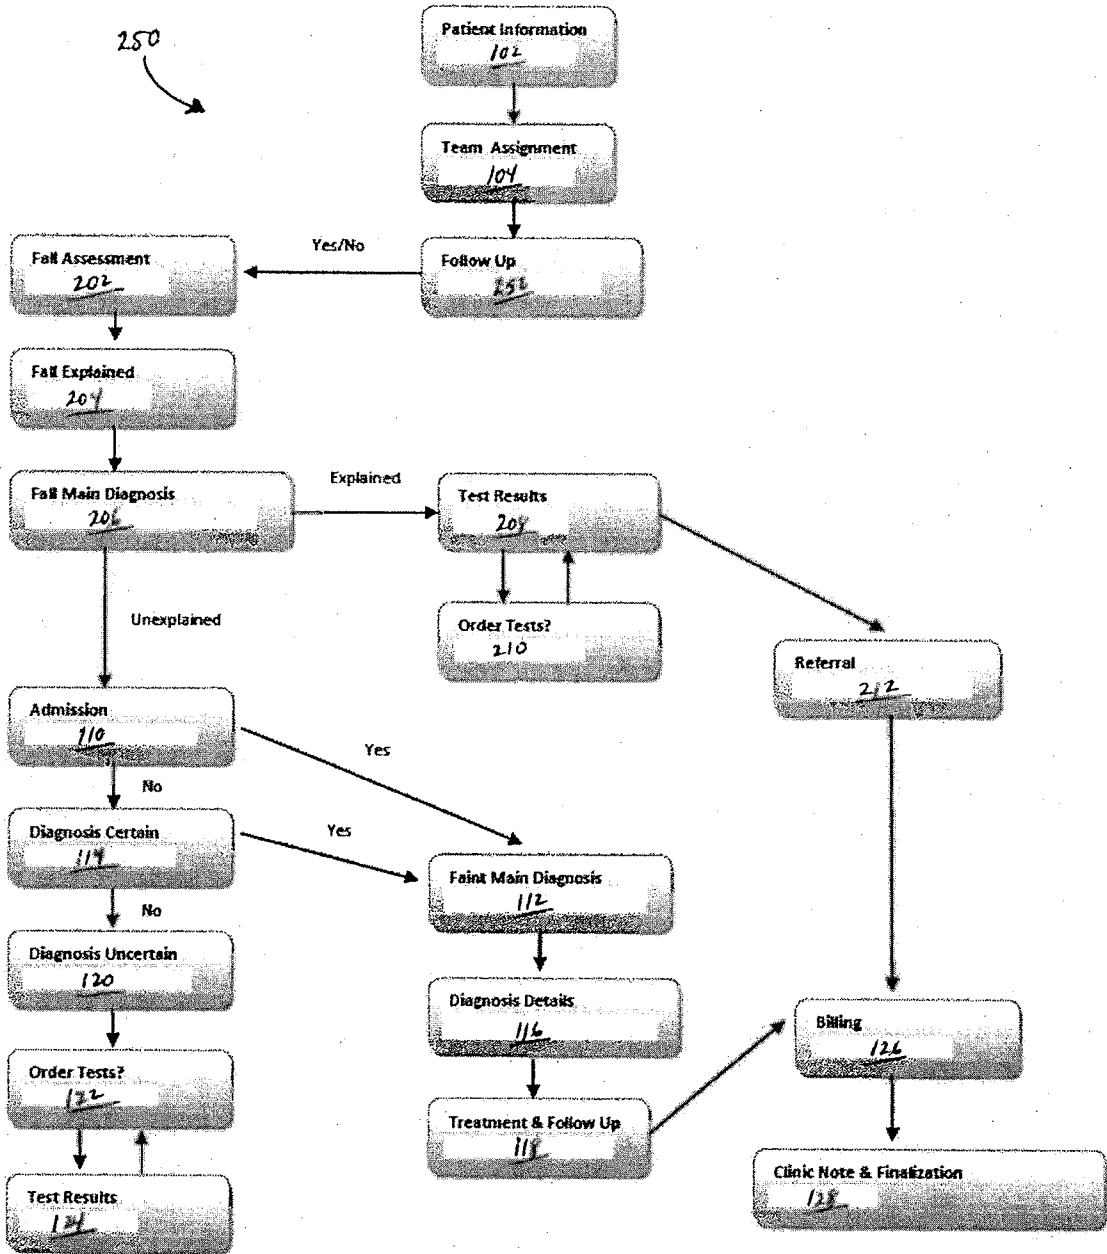 250
Patient Information
102
Team Assignment
104
Yes/No
Fall Assessment
202
Follow Up
252
Fall Explained
204
Fall Main Diagnosis
206
Explained
Test Results
208
Unexplained
Order Tests?
210
Referral
212
Admission
110
Yes
No
Diagnosis Certain
114
Yes
Faint Main Diagnosis
112
No
Diagnosis Uncertain
120
Diagnosis Details
116
Billing
126
Order Tests?
122
Treatment & Follow Up
118
Test Results
124
Clinic Note & Finalization
128